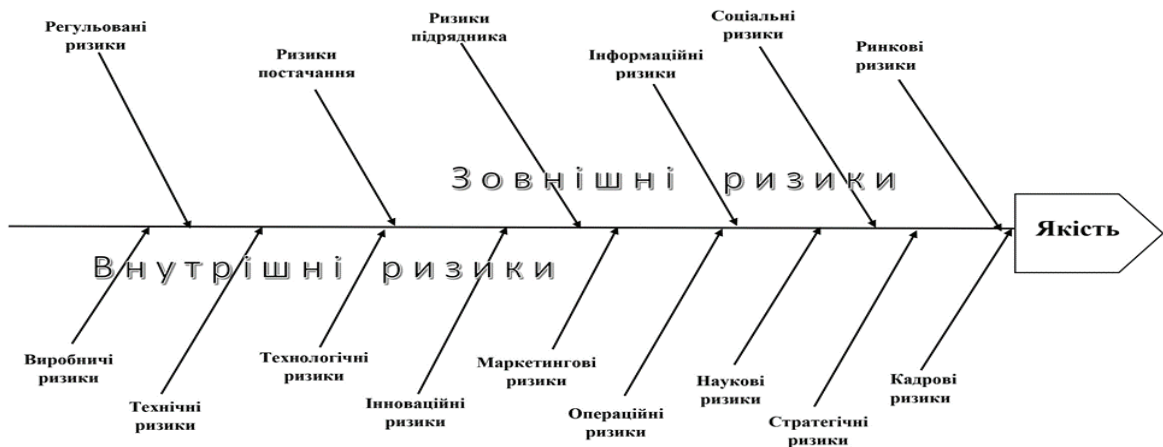 Регульовані
ризики
Ризики
постачання
Ризики
підрядника
Інформаційні
ризики
Соціальні
ризики
Ринкові
ризики
Зовнішні ризики
Якість
Внутрішні ризики
Виробничі
ризики
Технічні
ризики
Технологічні
ризики
Інноваційні
ризики
Маркетингові
ризики
Операційні
ризики
Наукові
ризики
Стратегічні
ризики
Кадрові
ризики